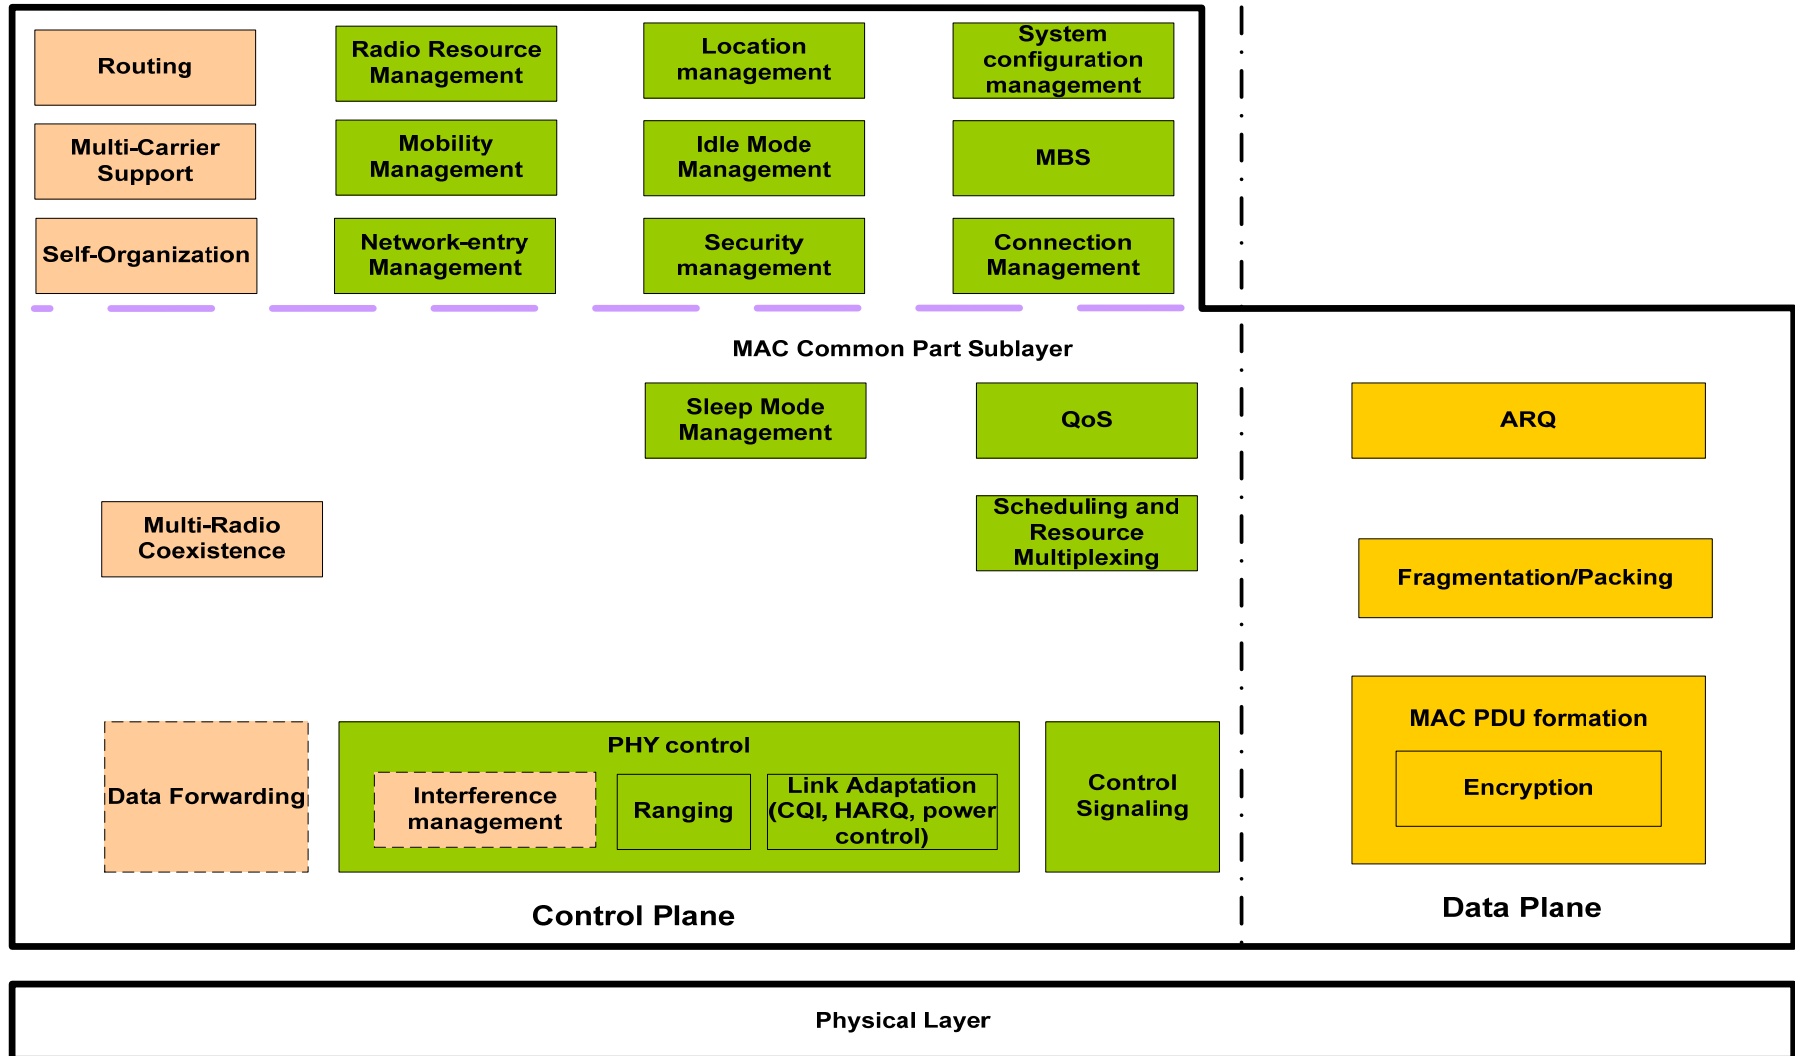 Routing
Radio Resource
Management
Location
management
System
configuration
management
Multi-Carrier
Support
Mobility
Management
Idle Mode
Management
MBS
Self-Organization
Network-entry
Management
Security
management
Connection
Management
MAC Common Part Sublayer
Sleep Mode
Management
QoS
ARQ
Multi-Radio
Coexistence
Scheduling and
Resource
Multiplexing
Fragmentation/Packing
Data Forwarding
PHY control
Interference
management
Ranging
Link Adaptation
(CQI, HARQ, power
control)
Control
Signaling
MAC PDU formation
Encryption
Control Plane
Data Plane
Physical Layer